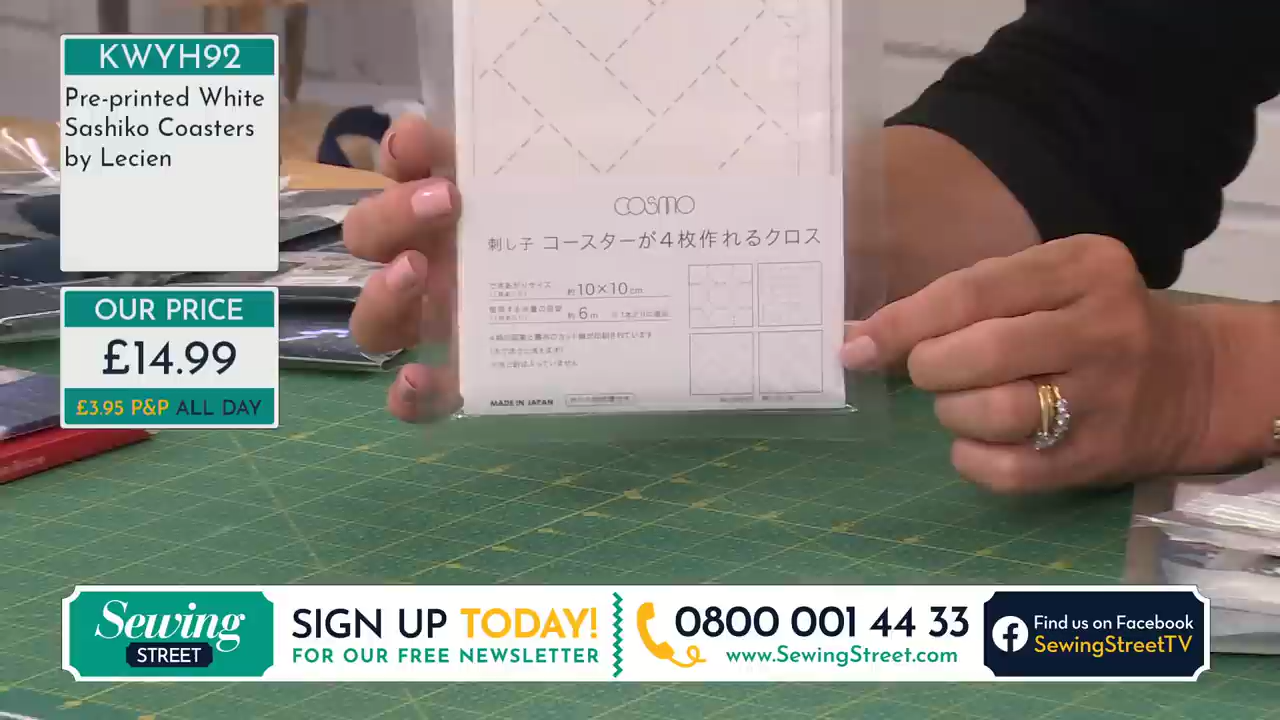 KWYH92
Pre-printed White
Sashiko Coasters
by Lecien
OUR PRICE
£14.99
£3.95 P&P ALL DAY
COSMO
刺し子 コースターが4枚作れるクロス
約10×10cm
約6m
MADE IN JAPAN
Sewing
STREET
SIGN UP TODAY!
FOR OUR FREE NEWSLETTER
0800 001 44 33
www.SewingStreet.com
Find us on Facebook
SewingStreetTV